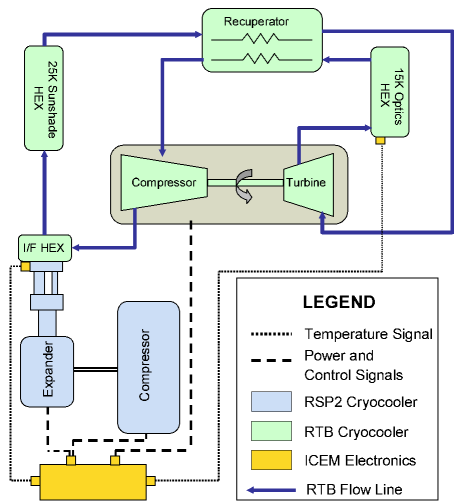 Recuperator
25K Sunshade
HEX
15K Optics
HEX
Compressor
Turbine
I/F HEX
Expander
Compressor
LEGEND
Temperature Signal
Power and
Control Signals
RSP2 Cryocooler
RTB Cryocooler
ICEM Electronics
RTB Flow Line